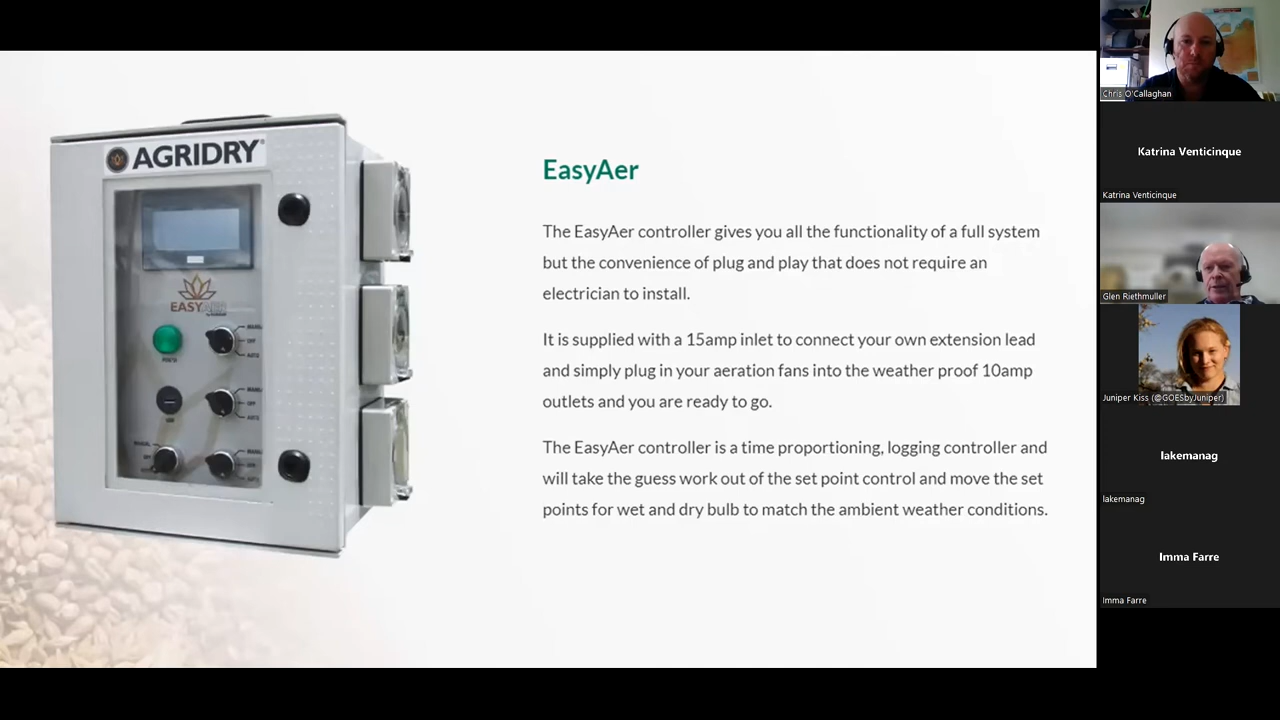 AGRIDRY
EASYAER
MANUAL
OFF
AUTO
EasyAer
The EasyAer controller gives you all the functionality of a full system
but the convenience of plug and play that does not require an
electrician to install.
It is supplied with a 15amp inlet to connect your own extension lead
and simply plug in your aeration fans into the weather proof 10amp
outlets and you are ready to go.
The EasyAer controller is a time proportioning, logging controller and
will take the guess work out of the set point control and move the set
points for wet and dry bulb to match the ambient weather conditions.
Chris O'Callaghan
Katrina Venticinque
Katrina Venticinque
Glen Riethmuller
Juniper Kiss (@GOESbyJuniper)
lakemanag
lakemanag
Imma Farre
Imma Farre